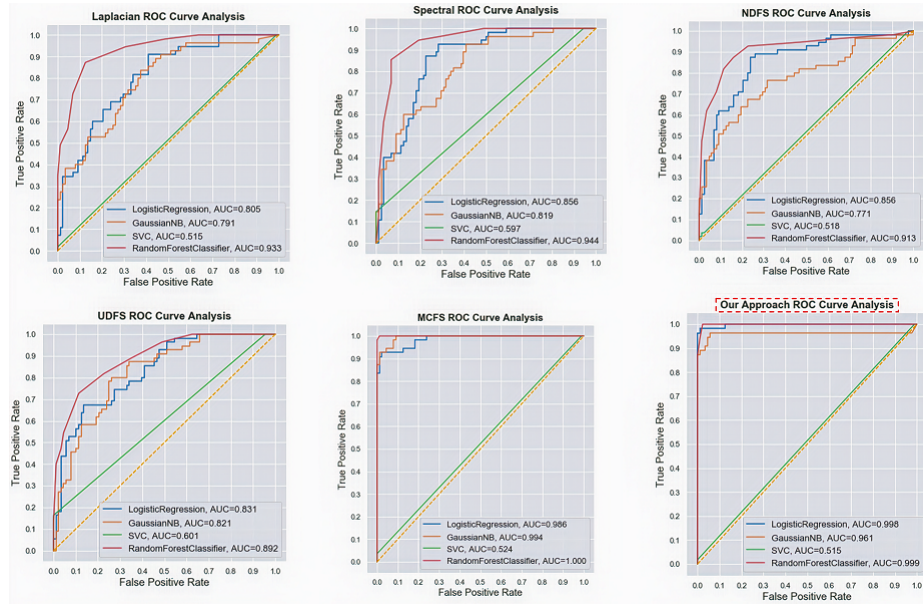 Laplacian ROC Curve Analysis
True Positive Rate
1.0
0.9
0.8
0.7
0.6
0.5
0.4
0.3
0.2
0.1
0.0
LogisticRegression, AUC=0.805
GaussianNB, AUC=0.791
SVC, AUC=0.515
RandomForestClassifier, AUC=0.933
0.0 0.1 0.2 0.3 0.4 0.5 0.6 0.7 0.8 0.9 1.0
False Positive Rate
Spectral ROC Curve Analysis
True Positive Rate
1.0
0.9
0.8
0.7
0.6
0.5
0.4
0.3
0.2
0.1
0.0
LogisticRegression, AUC=0.856
GaussianNB, AUC=0.819
SVC, AUC=0.597
RandomForestClassifier, AUC=0.944
0.0 0.1 0.2 0.3 0.4 0.5 0.6 0.7 0.8 0.9 1.0
False Positive Rate
NDFS ROC Curve Analysis
True Positive Rate
1.0
0.9
0.8
0.7
0.6
0.5
0.4
0.3
0.2
0.1
0.0
LogisticRegression, AUC=0.856
GaussianNB, AUC=0.771
SVC, AUC=0.518
RandomForestClassifier, AUC=0.913
0.0 0.1 0.2 0.3 0.4 0.5 0.6 0.7 0.8 0.9 1.0
False Positive Rate
UDFS ROC Curve Analysis
True Positive Rate
1.0
0.9
0.8
0.7
0.6
0.5
0.4
0.3
0.2
0.1
0.0
LogisticRegression, AUC=0.831
GaussianNB, AUC=0.821
SVC, AUC=0.601
RandomForestClassifier, AUC=0.892
0.0 0.1 0.2 0.3 0.4 0.5 0.6 0.7 0.8 0.9 1.0
False Positive Rate
MCFS ROC Curve Analysis
True Positive Rate
1.0
0.9
0.8
0.7
0.6
0.5
0.4
0.3
0.2
0.1
0.0
LogisticRegression, AUC=0.986
GaussianNB, AUC=0.994
SVC, AUC=0.524
RandomForestClassifier, AUC=1.000
0.0 0.1 0.2 0.3 0.4 0.5 0.6 0.7 0.8 0.9 1.0
False Positive Rate
Our Approach ROC Curve Analysis
True Positive Rate
1.0
0.9
0.8
0.7
0.6
0.5
0.4
0.3
0.2
0.1
0.0
LogisticRegression, AUC=0.998
GaussianNB, AUC=0.961
SVC, AUC=0.515
RandomForestClassifier, AUC=0.999
0.0 0.1 0.2 0.3 0.4 0.5 0.6 0.7 0.8 0.9 1.0
False Positive Rate